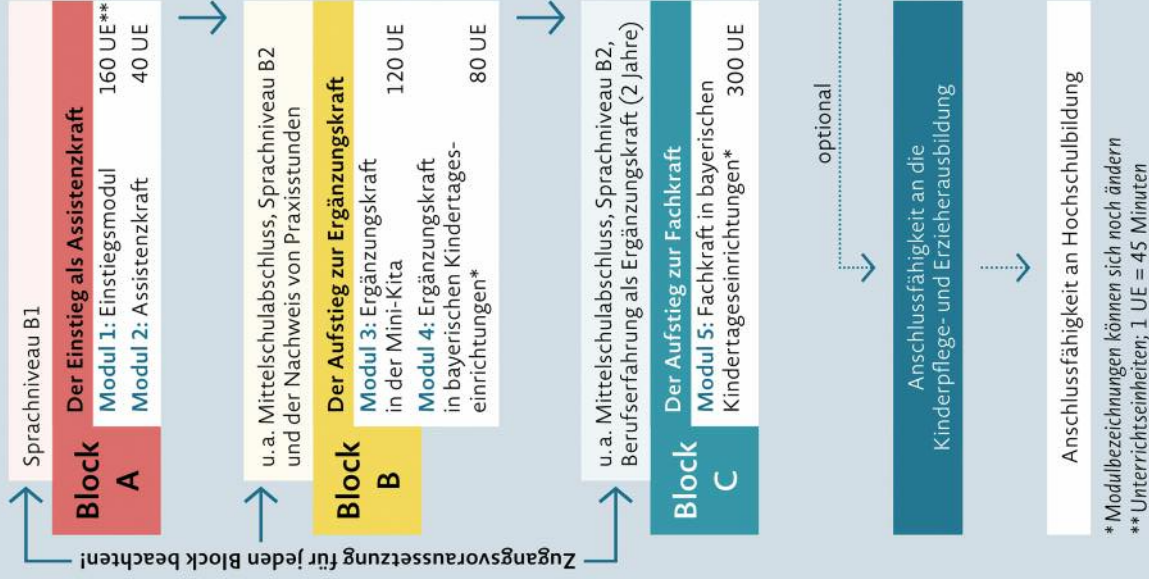 Zugangsvoraussetzung für jeden Block beachten!
Sprachniveau B1
Block
A
Der Einstieg als Assistenzkraft
Modul 1: Einstiegsmodul 160 UE**
Modul 2: Assistenzkraft 40 UE
u.a. Mittelschulabschluss, Sprachniveau B2
und der Nachweis von Praxisstunden
Block
B
Der Aufstieg zur Ergänzungskraft
Modul 3: Ergänzungskraft
in der Mini-Kita 120 UE
Modul 4: Ergänzungskraft
in bayerischen Kindertages-
einrichtungen* 80 UE
u.a. Mittelschulabschluss, Sprachniveau B2,
Berufserfahrung als Ergänzungskraft (2 Jahre)
Block
C
Der Aufstieg zur Fachkraft
Modul 5: Fachkraft in bayerischen
Kindertageseinrichtungen* 300 UE
optional
Anschlussfähigkeit an die
Kinderpflege- und Erzieherausbildung
Anschlussfähigkeit an Hochschulbildung
* Modulbezeichnungen können sich noch ändern
** Unterrichtseinheiten; 1 UE = 45 Minuten